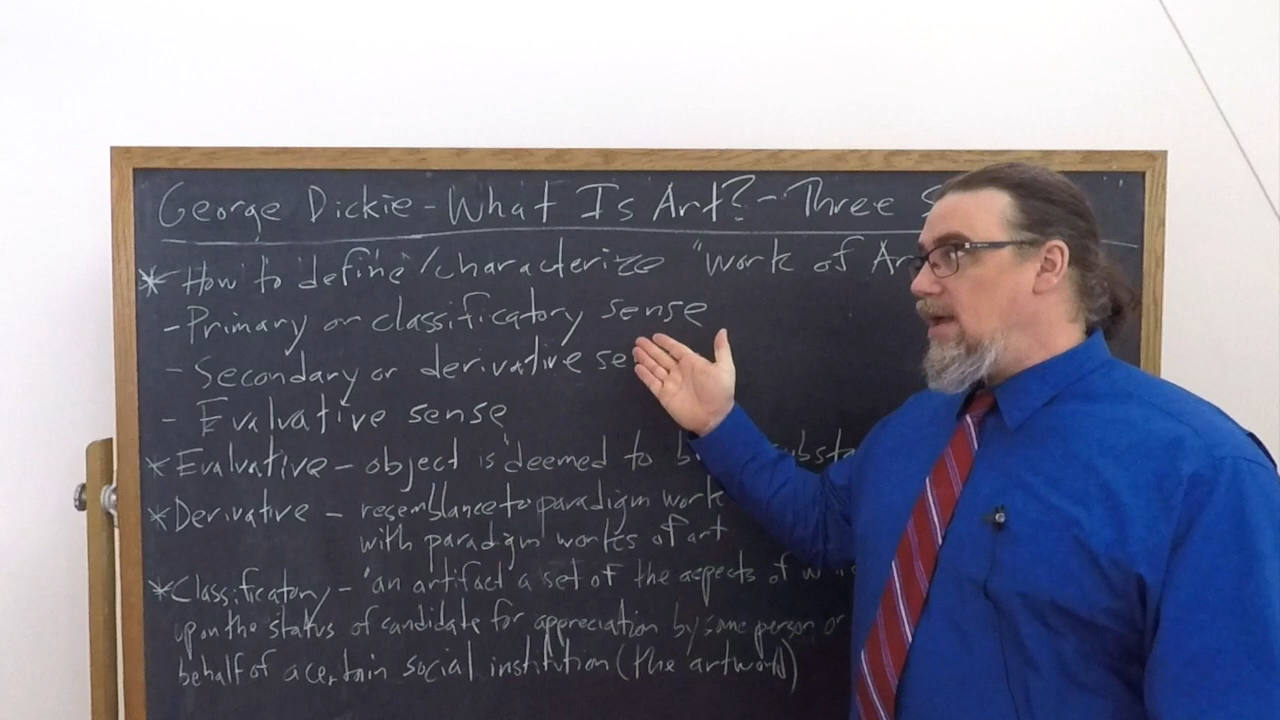 George Dickie - What Is Art? - Three S
* How to define/characterize "work of Ar
- Primary or classificatory sense
- Secondary or derivative se
- Evaluative sense
* Evaluative - object is deemed to b substa
* Derivative - resemblance to paradigm work
with paradigm works of art
* Classificatory - "an artifact a set of the aspects of w
upon the status of candidate for appreciation by some person or
behalf of a certain social institution (the artworld)